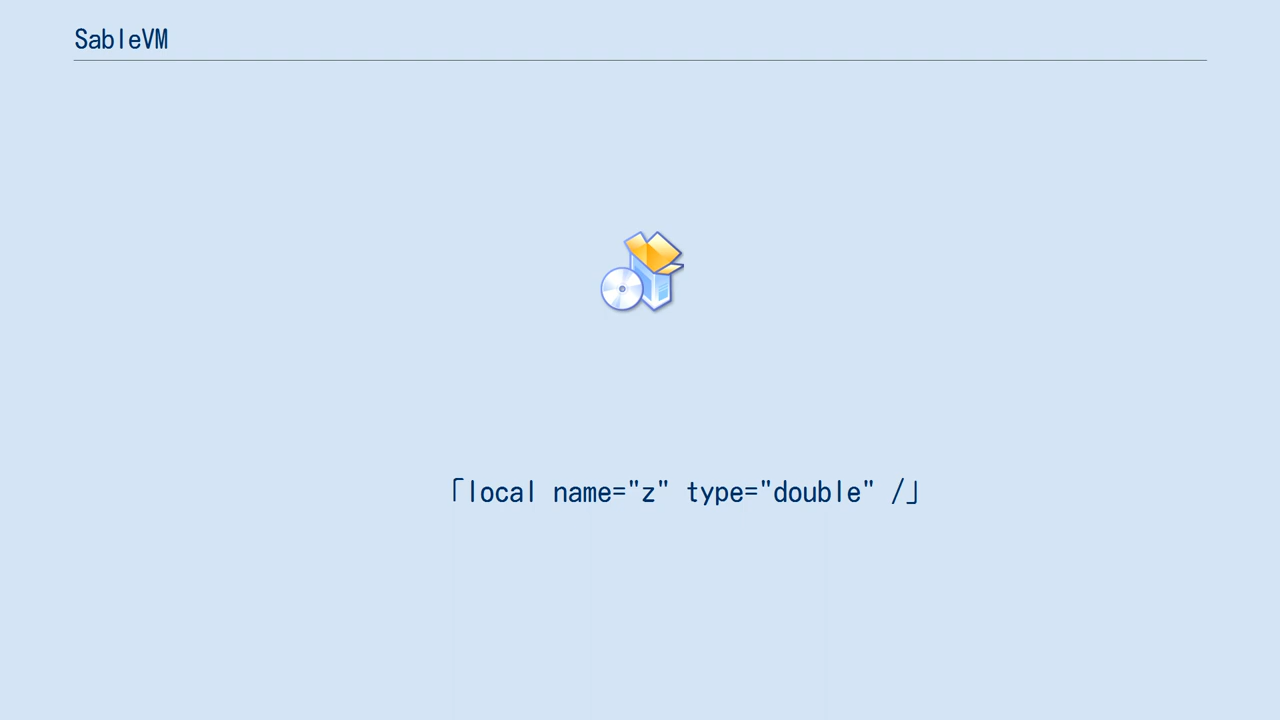 SableVM
「local name="z" type="double" /」